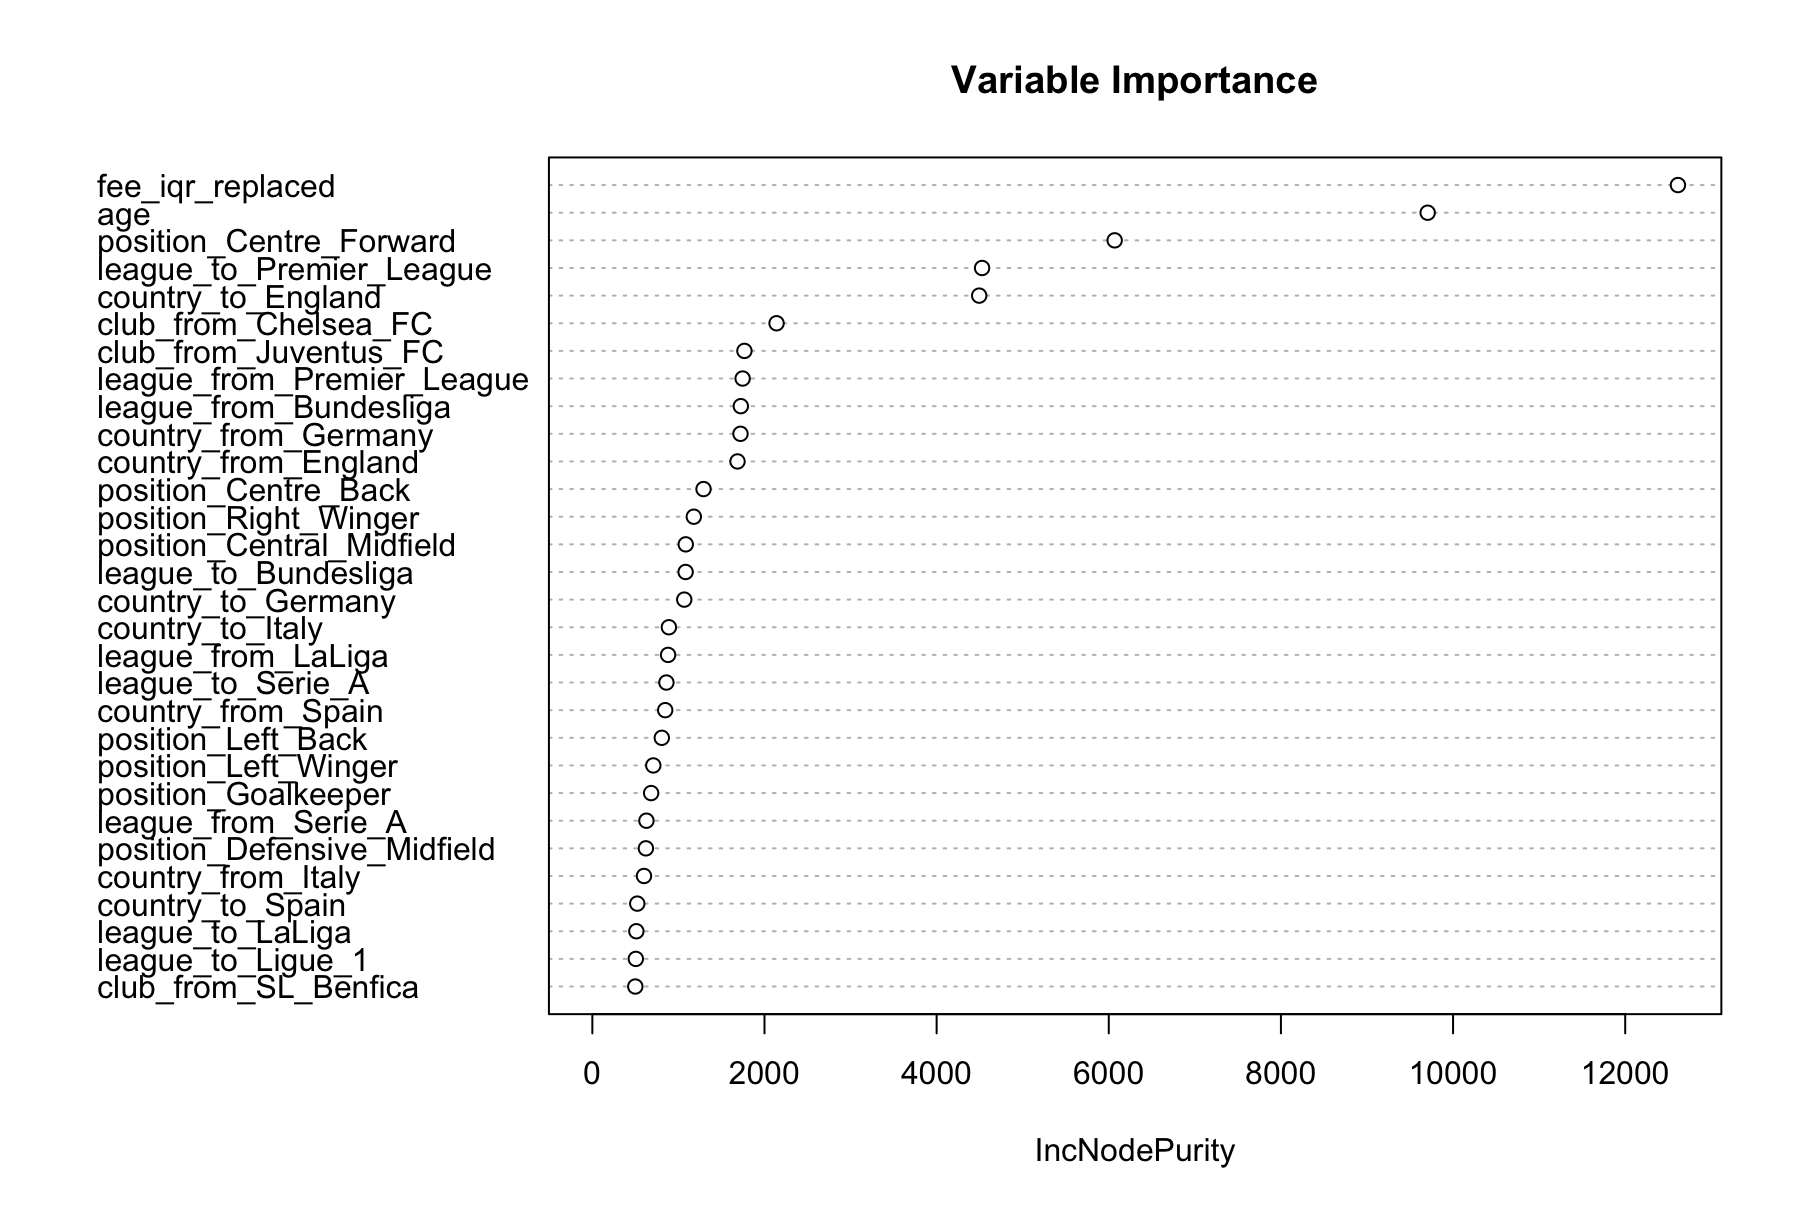 Variable Importance
fee_iqr_replaced
age
position_Centre_Forward
league_to_Premier_League
country_to_England
club_from_Chelsea_FC
club_from_Juventus_FC
league_from_Premier_League
league_from_Bundesliga
country_from_Germany
country_from_England
position_Centre_Back
position_Right_Winger
position_Central_Midfield
league_to_Bundesliga
country_to_Germany
country_to_Italy
league_from_LaLiga
league_to_Serie_A
country_from_Spain
position_Left_Back
position_Left_Winger
position_Goalkeeper
league_from_Serie_A
position_Defensive_Midfield
country_from_Italy
country_to_Spain
league_to_LaLiga
league_to_Ligue_1
club_from_SL_Benfica
0 2000 4000 6000 8000 10000 12000
IncNodePurity